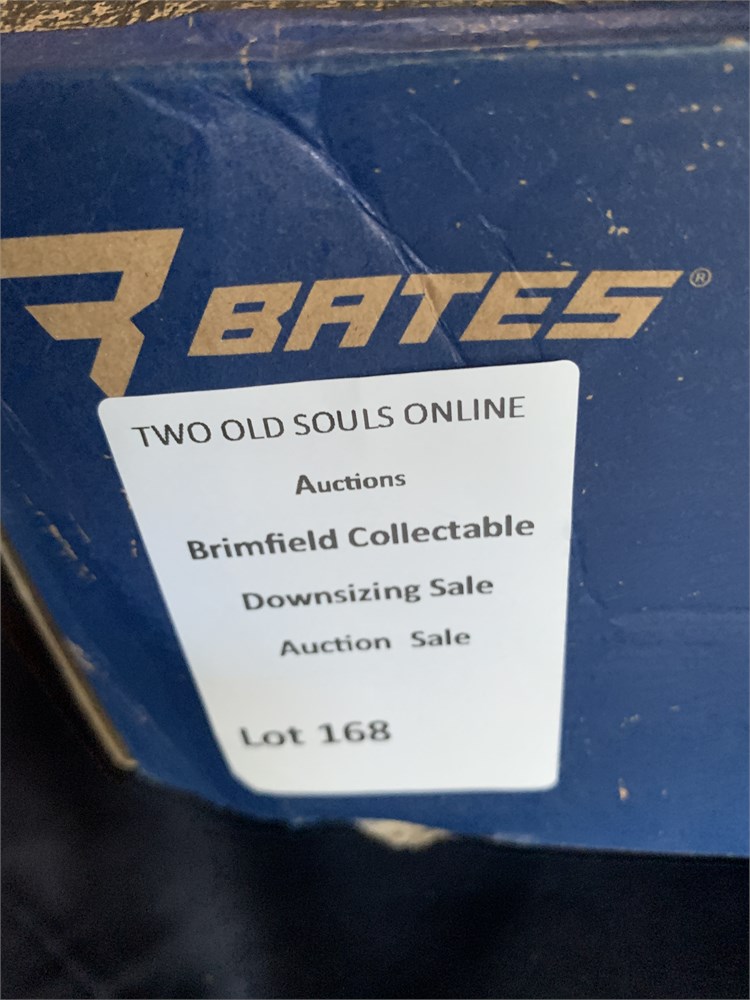 BATES®
TWO OLD SOULS ONLINE
Auctions
Brimfield Collectable
Downsizing Sale
Auction Sale
Lot 168